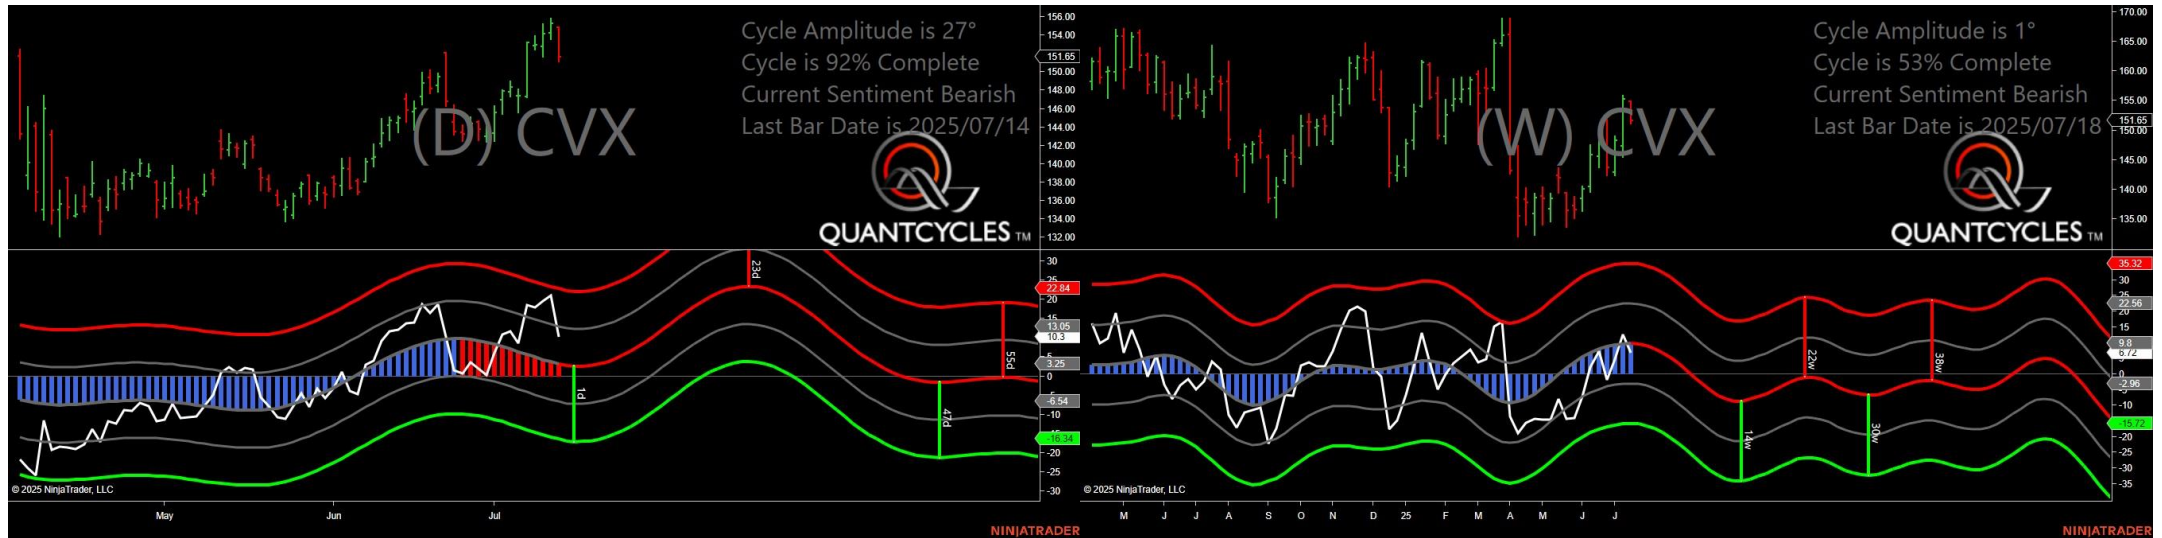 Cycle Amplitude is 27°
Cycle is 92% Complete
Current Sentiment Bearish
Last Bar Date is 2025/07/14
(D) CVX
QUANTCYCLES TM
156.00
154.00
151.65
150.00
148.00
146.00
144.00
142.00
140.00
138.00
136.00
134.00
132.00
30
25
22.84
20
15
13.05
10.3
5
3.25
0
-6.54
-10
-16.34
-20
-25
-30
23d
1d
47d
55d
© 2025 NinjaTrader, LLC
May
Jun
Jul
NINJATRADER
Cycle Amplitude is 1°
Cycle is 53% Complete
Current Sentiment Bearish
Last Bar Date is 2025/07/18
(W) CVX
QUANTCYCLES TM
170.00
165.00
160.00
155.00
151.65
150.00
145.00
140.00
135.00
35.32
30
25
22.56
20
15
9.8
6.72
0
-2.96
-5
-10
-15.72
-20
-25
-30
-35
22w
38w
14w
30w
© 2025 NinjaTrader, LLC
M
J
J
A
S
O
N
D
25
F
M
A
M
J
J
NINJATRADER